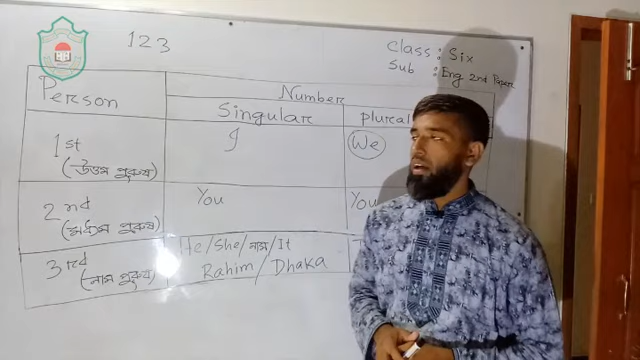 123
Class : Six
Sub : Eng 2nd Paper
Person
Number
Singular
plural
1st
(উত্তম পুরুষ)
I
We
2nd
(মধ্যম পুরুষ)
You
You
3rd
(নাম পুরুষ)
He/She/নাম/It
Rahim/Dhaka